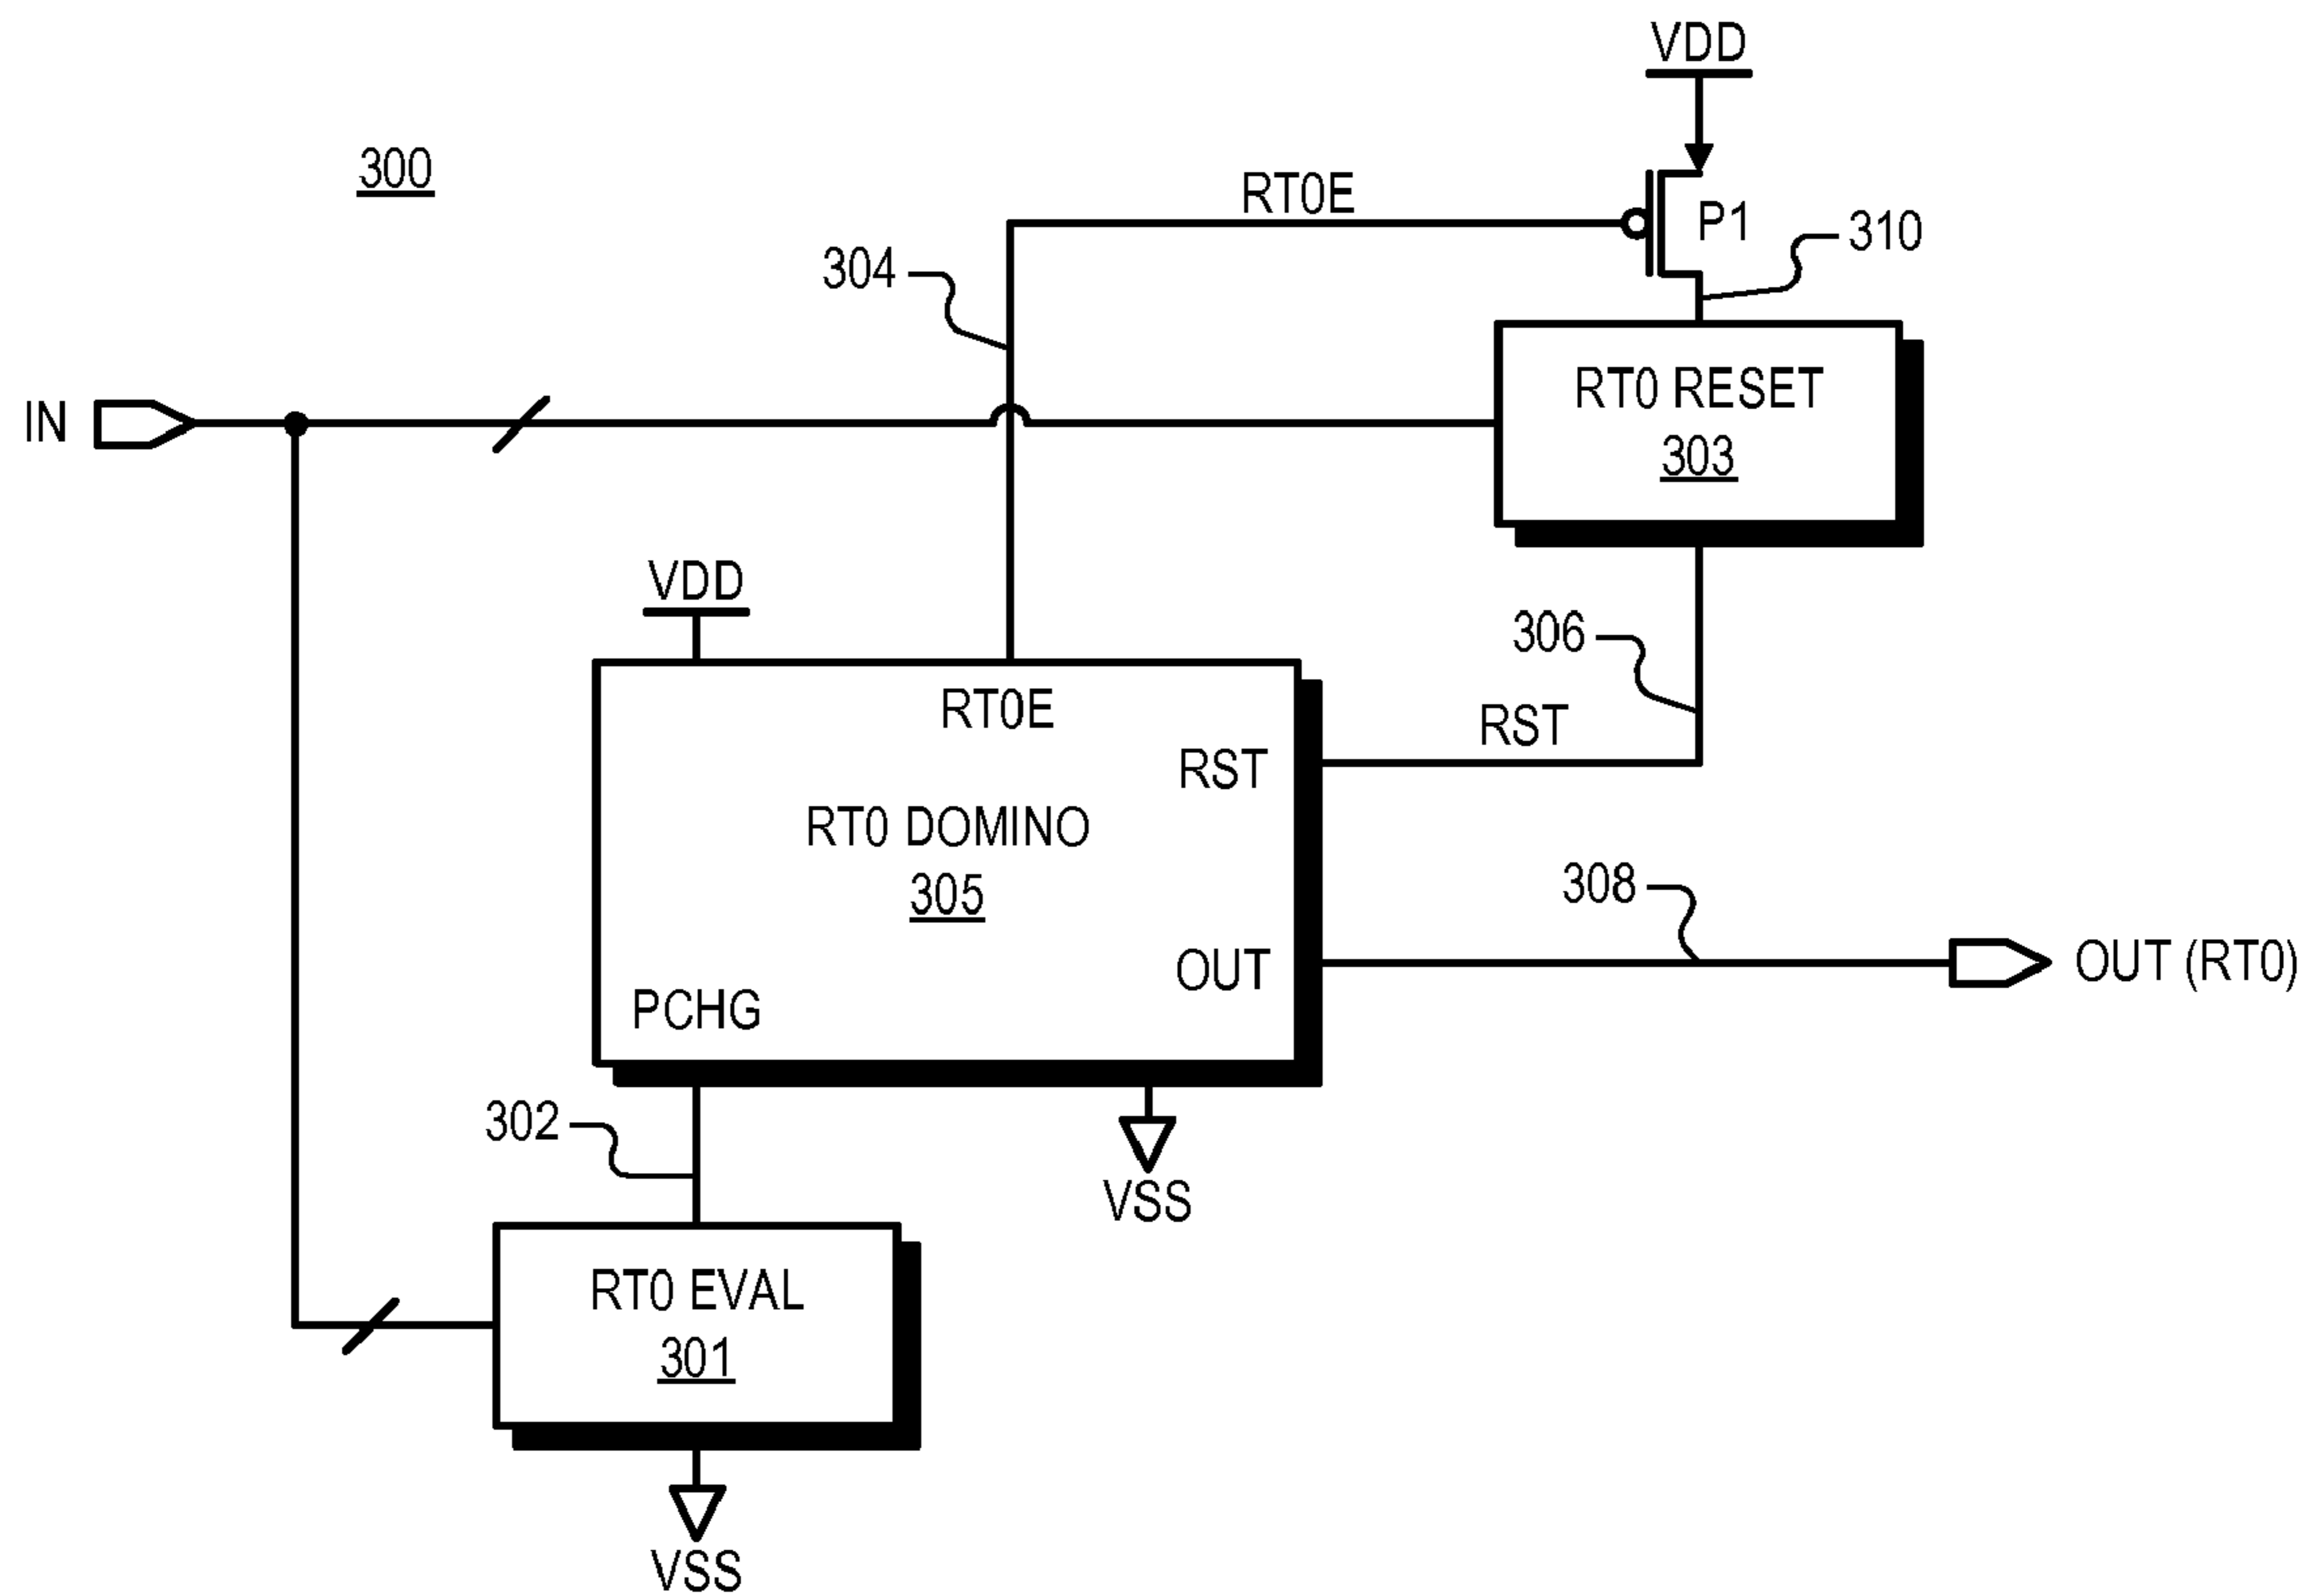 VDD
300
RT0E
P1
310
304
IN
RT0 RESET
303
VDD
306
RT0E
RST
RST
RT0 DOMINO
305
308
OUT
OUT (RT0)
PCHG
302
VSS
RT0 EVAL
301
VSS